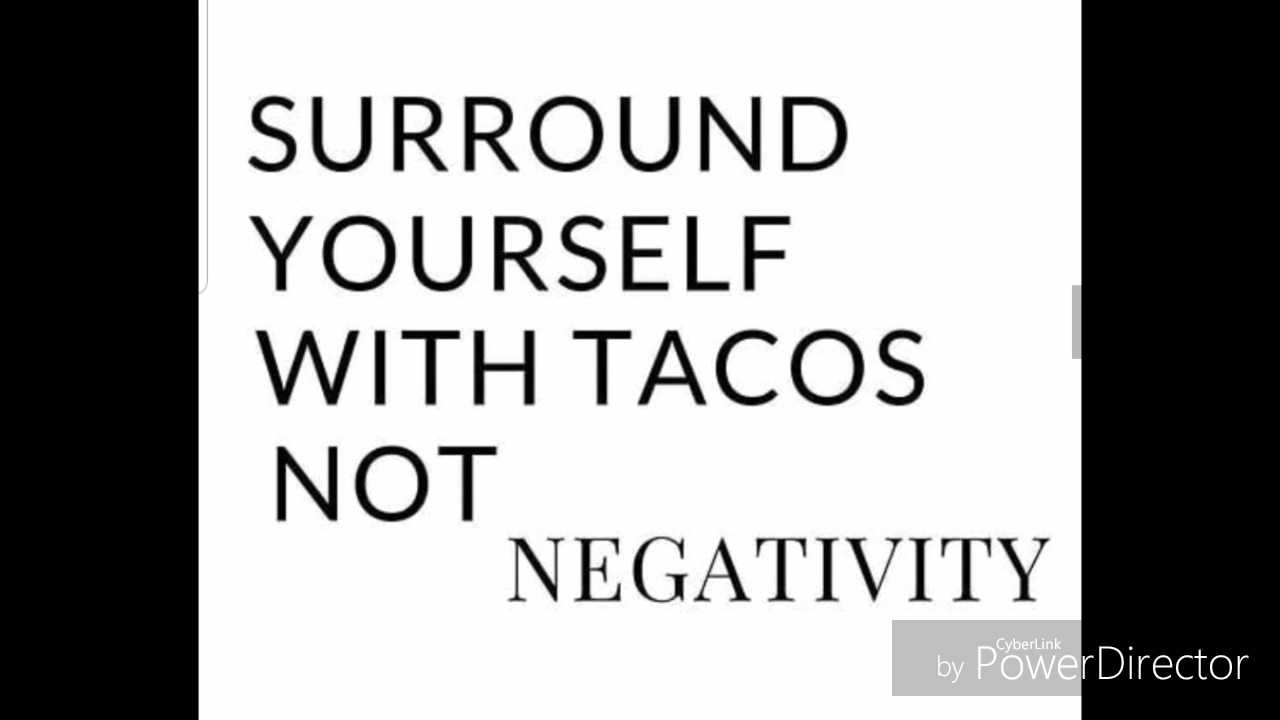 SURROUND
YOURSELF
WITH TACOS
NOT
NEGATIVITY
CyberLink
by PowerDirector